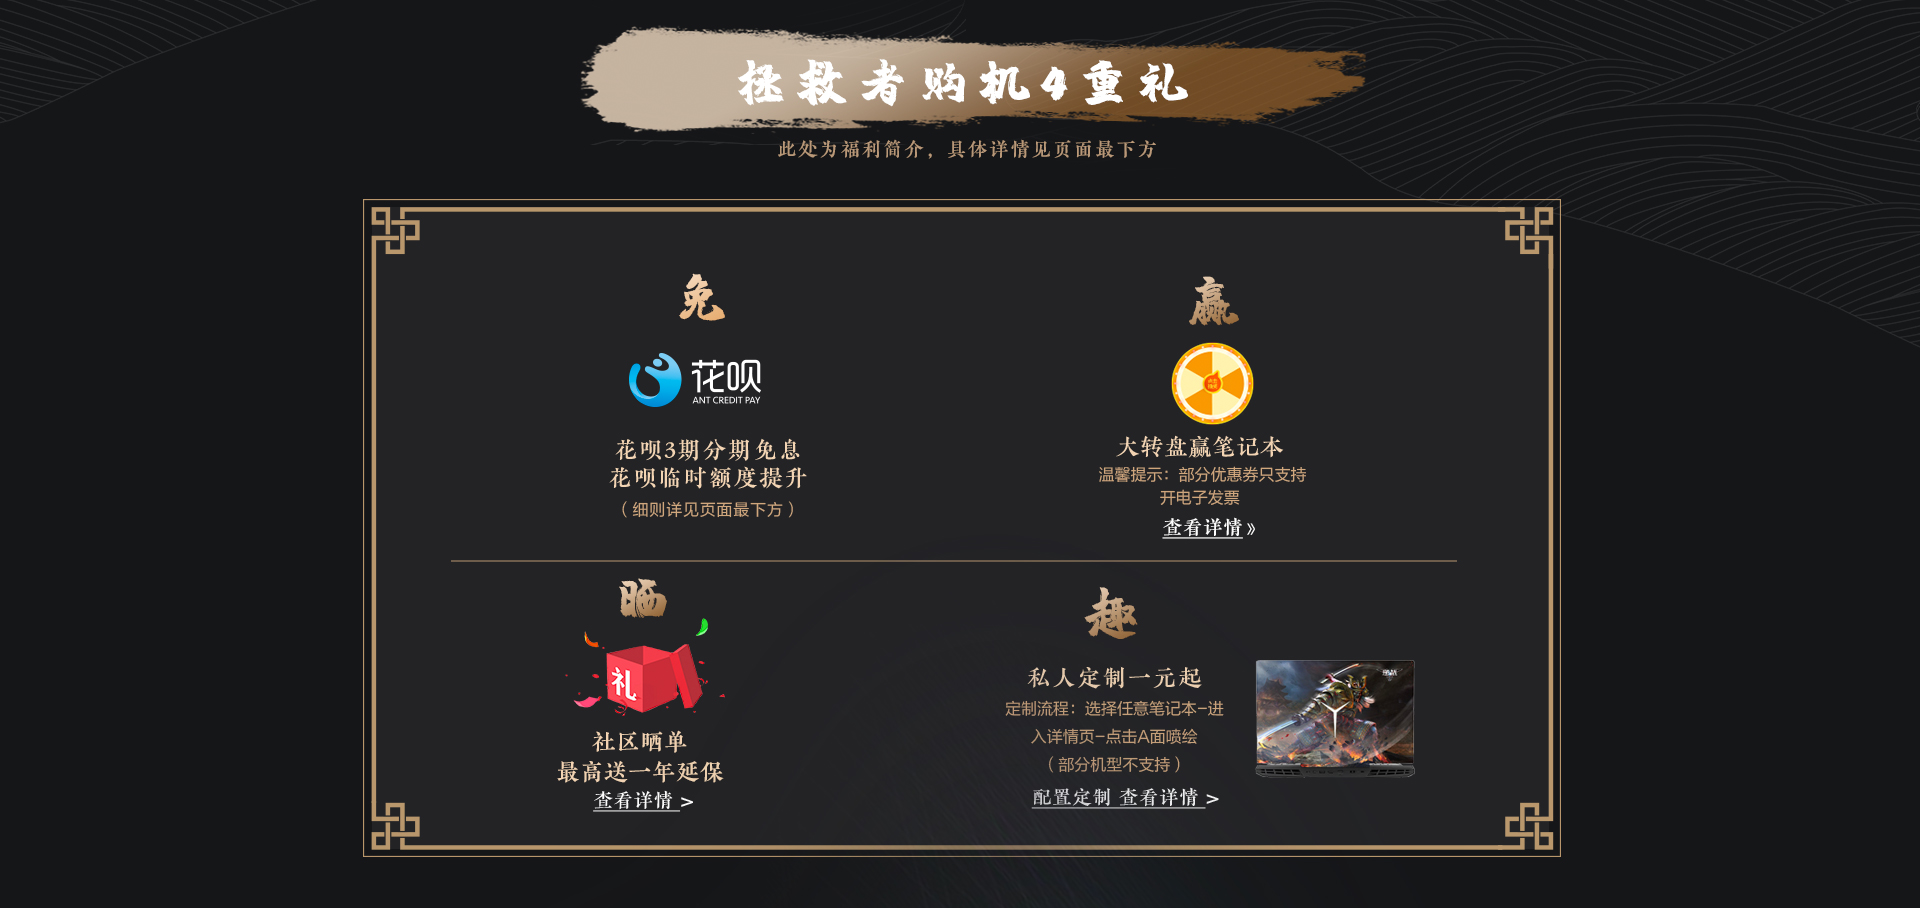 拯救者购机4重礼
此处为福利简介，具体详情见页面最下方
免
花呗
ANT CREDIT PAY
花呗3期分期免息
花呗临时额度提升
（细则详见页面最下方）
赢
大转盘赢笔记本
温馨提示：部分优惠券只支持
开电子发票
查看详情》
晒
礼
社区晒单
最高送一年延保
查看详情 >
趣
私人定制一元起
定制流程：选择任意笔记本-进
入详情页-点击A面喷绘
（部分机型不支持）
配置定制 查看详情 >